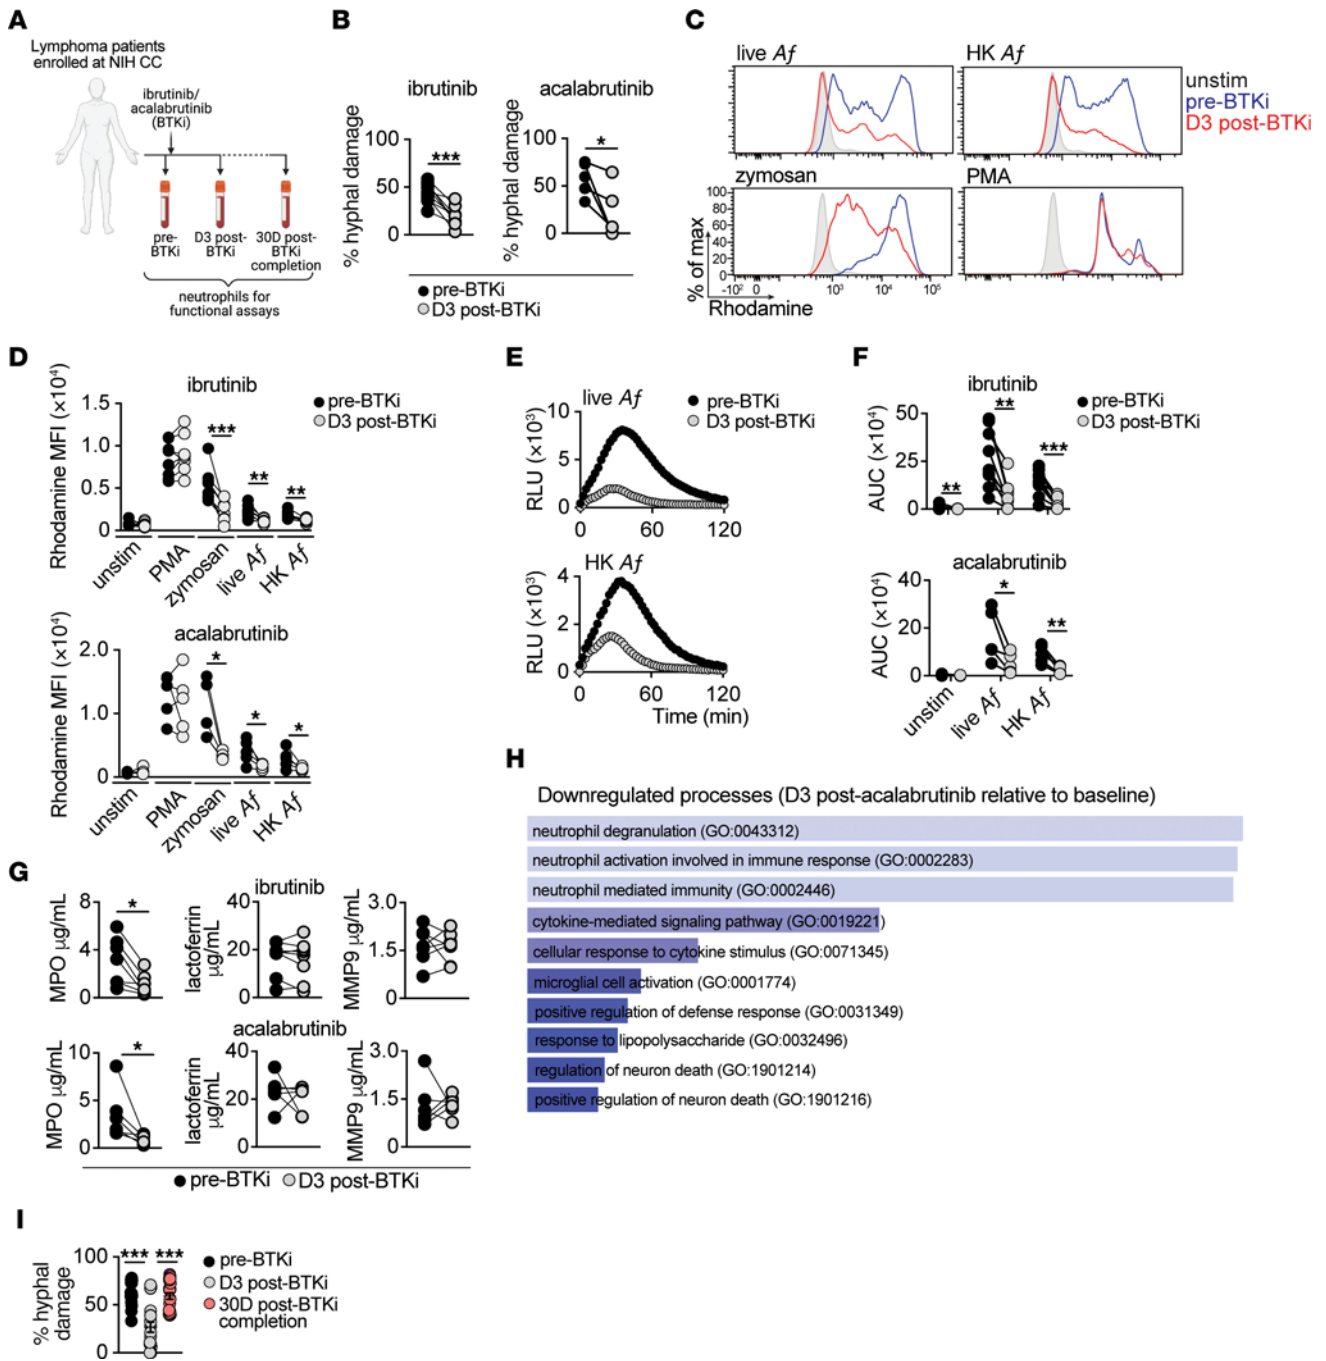 A
Lymphoma patients
enrolled at NIH CC
ibrutinib/
acalabrutinib
(BTKi)
pre-
BTKi
D3 post-
BTKi
30D post-
BTKi
completion
neutrophils for
functional assays
B
ibrutinib
acalabrutinib
% hyphal damage
100
50
0
***
% hyphal damage
100
50
0
*
pre-BTKi
D3 post-BTKi
C
live Af
HK Af
unstim
pre-BTKi
D3 post-BTKi
zymosan
PMA
% of max
100
80
60
40
20
0
-10² 0 10³ 10⁴ 10⁵
Rhodamine
D
ibrutinib
pre-BTKi
D3 post-BTKi
Rhodamine MFI (×10⁴)
1.5
1.0
0.5
0
***
**
**
unstim
PMA
zymosan
live Af
HK Af
acalabrutinib
Rhodamine MFI (×10⁴)
2.0
1.0
0
*
*
*
unstim
PMA
zymosan
live Af
HK Af
E
live Af
pre-BTKi
D3 post-BTKi
RLU (×10³)
10
5
0
0 60 120
HK Af
RLU (×10³)
4
2
0
0 60 120
Time (min)
F
ibrutinib
pre-BTKi
D3 post-BTKi
AUC (×10⁴)
50
25
0
**
**
***
acalabrutinib
AUC (×10⁴)
40
20
0
*
**
unstim
live Af
HK Af
G
ibrutinib
MPO µg/mL
8
4
0
*
lactoferrin
µg/mL
40
20
0
MMP9 µg/mL
3.0
1.5
0
acalabrutinib
MPO µg/mL
10
5
0
*
lactoferrin
µg/mL
40
20
0
MMP9 µg/mL
3.0
1.5
0
pre-BTKi D3 post-BTKi
H
Downregulated processes (D3 post-acalabrutinib relative to baseline)
neutrophil degranulation (GO:0043312)
neutrophil activation involved in immune response (GO:0002283)
neutrophil mediated immunity (GO:0002446)
cytokine-mediated signaling pathway (GO:0019221)
cellular response to cytokine stimulus (GO:0071345)
microglial cell activation (GO:0001774)
positive regulation of defense response (GO:0031349)
response to lipopolysaccharide (GO:0032496)
regulation of neuron death (GO:1901214)
positive regulation of neuron death (GO:1901216)
I
% hyphal
damage
100
50
0
*** ***
pre-BTKi
D3 post-BTKi
30D post-BTKi
completion